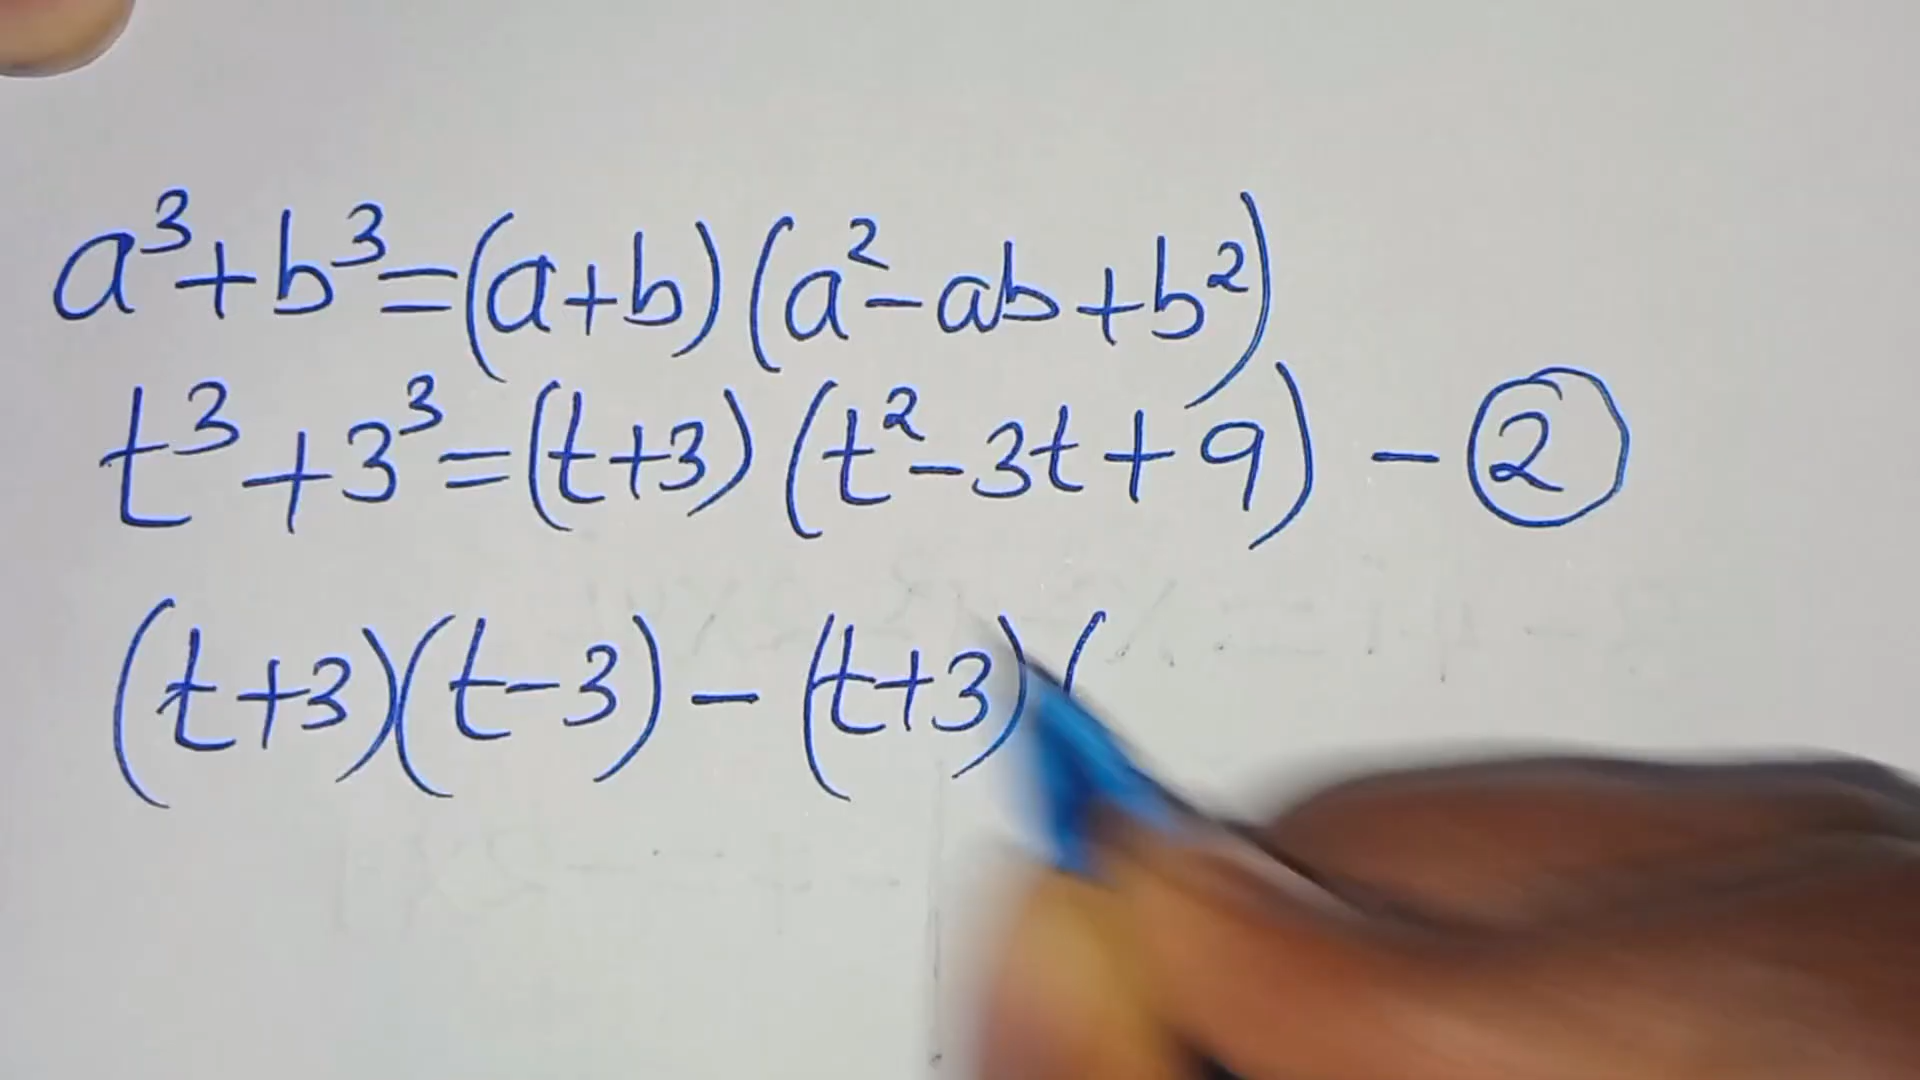 a³+b³=(a+b)(a²-ab+b²)
t³+3³=(t+3)(t²-3t+9) - ②
(t+3)(t-3) - (t+3)(